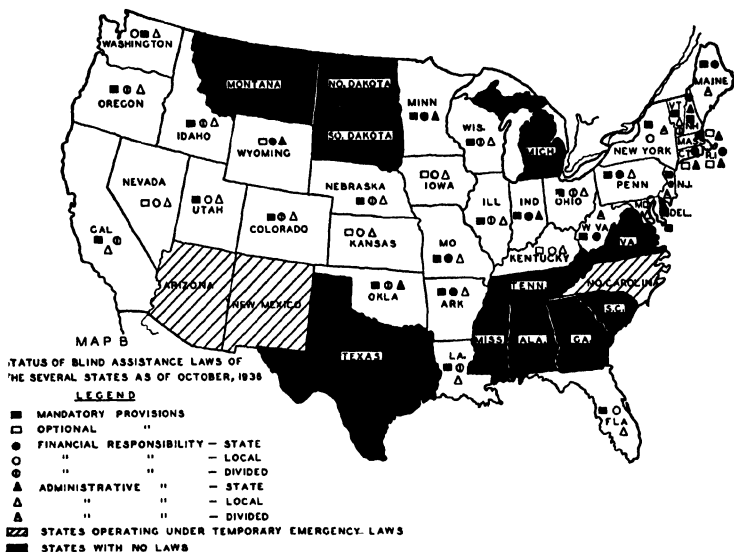 WASHINGTON
OREGON
IDAHO
MONTANA
NO. DAKOTA
SO. DAKOTA
WYOMING
NEVADA
UTAH
CAL
COLORADO
NEBRASKA
KANSAS
OKLA
TEXAS
ARIZONA
NEW MEXICO
MINN
IOWA
MO
ARK
LA.
WIS.
ILL
MICH.
IND
OHIO
KENTUCKY
TENN.
MISS.
ALA.
GA.
FLA
S.C.
NO. CAROLINA
VA.
W VA
PENN
NEW YORK
VT
NH
MAINE
MASS
CT
RI
N.J.
DEL.
MD
MAP B
STATUS OF BLIND ASSISTANCE LAWS OF
THE SEVERAL STATES AS OF OCTOBER, 1936
LEGEND
MANDATORY PROVISIONS
OPTIONAL "
FINANCIAL RESPONSIBILITY — STATE
" " — LOCAL
" " — DIVIDED
ADMINISTRATIVE " — STATE
" " — LOCAL
" " — DIVIDED
STATES OPERATING UNDER TEMPORARY EMERGENCY LAWS
STATES WITH NO LAWS